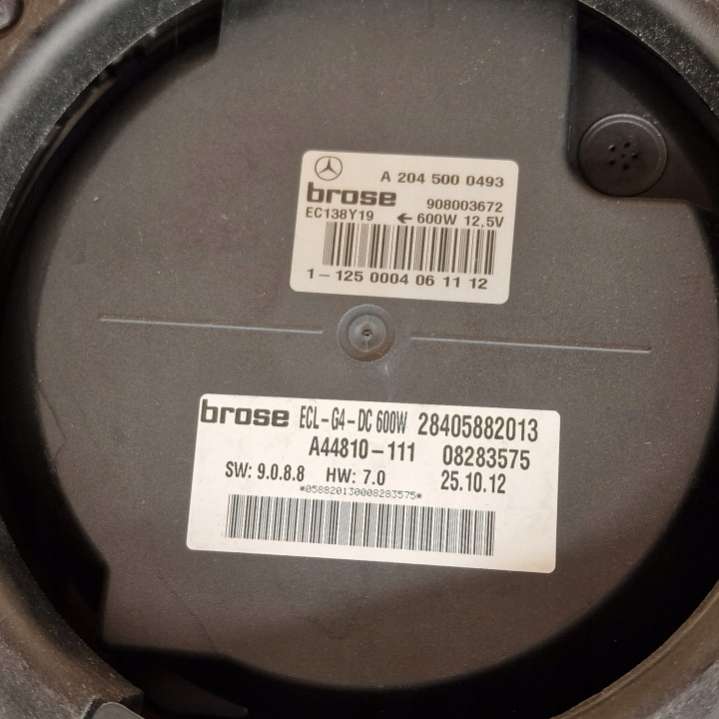 A 204 500 0493
brose 908003672
EC138Y19 ← 600W 12,5V
1-125 0004 06 11 12
brose ECL-G4-DC 600W 28405882013
A44810-111 08283575
SW: 9.0.8.8 HW: 7.0 25.10.12
*058820130008283575*